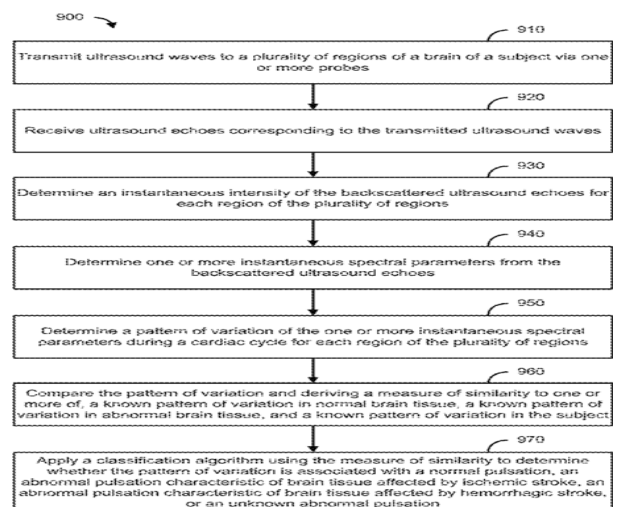 900
910
Transmit ultrasound waves to a plurality of regions of a brain of a subject via one
or more probes
920
Receive ultrasound echoes corresponding to the transmitted ultrasound waves
930
Determine an instantaneous intensity of the backscattered ultrasound echoes for
each region of the plurality of regions
940
Determine one or more instantaneous spectral parameters from the
backscattered ultrasound echoes
950
Determine a pattern of variation of the one or more instantaneous spectral
parameters during a cardiac cycle for each region of the plurality of regions
960
Compare the pattern of variation and deriving a measure of similarity to one or
more of, a known pattern of variation in normal brain tissue, a known pattern of
variation in abnormal brain tissue, and a known pattern of variation in the subject
970
Apply a classification algorithm using the measure of similarity to determine
whether the pattern of variation is associated with a normal pulsation, an
abnormal pulsation characteristic of brain tissue affected by ischemic stroke, an
abnormal pulsation characteristic of brain tissue affected by hemorrhagic stroke,
or an unknown abnormal pulsation